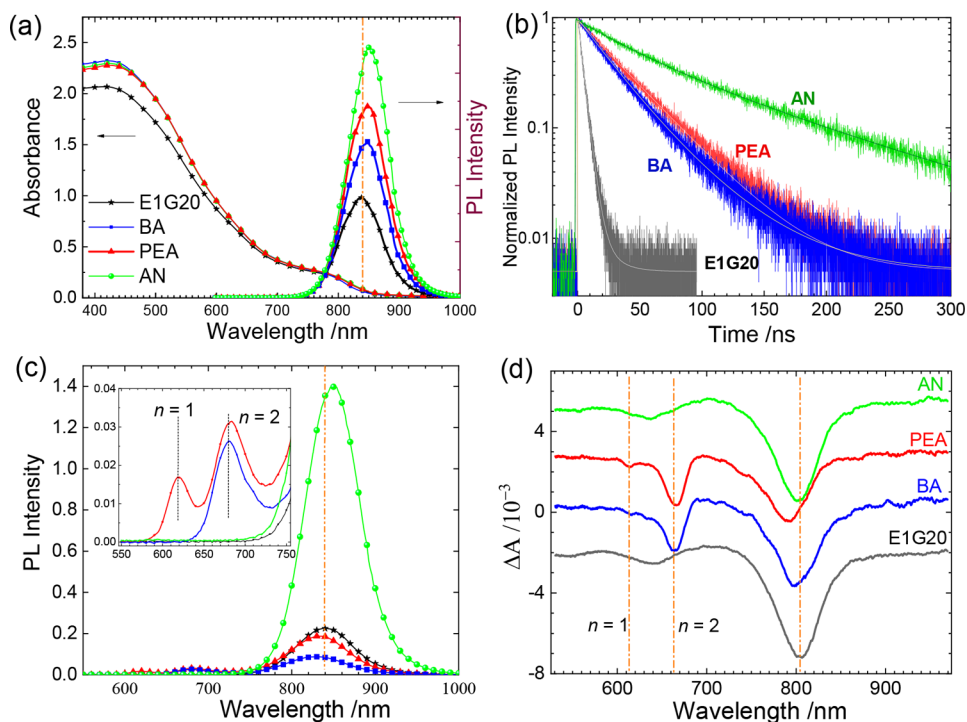 (a)
Absorbance
2.5
2.0
1.5
1.0
0.5
0.0
E1G20
BA
PEA
AN
PL Intensity
400 500 600 700 800 900 1000
Wavelength /nm
(b)
Normalized PL Intensity
1
0.1
0.01
AN
PEA
BA
E1G20
0 50 100 150 200 250 300
Time /ns
(c)
PL Intensity
1.4
1.2
1.0
0.8
0.6
0.4
0.2
0.0
0.04
0.03
0.02
0.01
0.00
n = 1
n = 2
550 600 650 700 750
600 700 800 900 1000
Wavelength /nm
(d)
ΔA /10⁻³
4
0
-4
-8
AN
PEA
BA
E1G20
n = 1
n = 2
600 700 800 900
Wavelength /nm